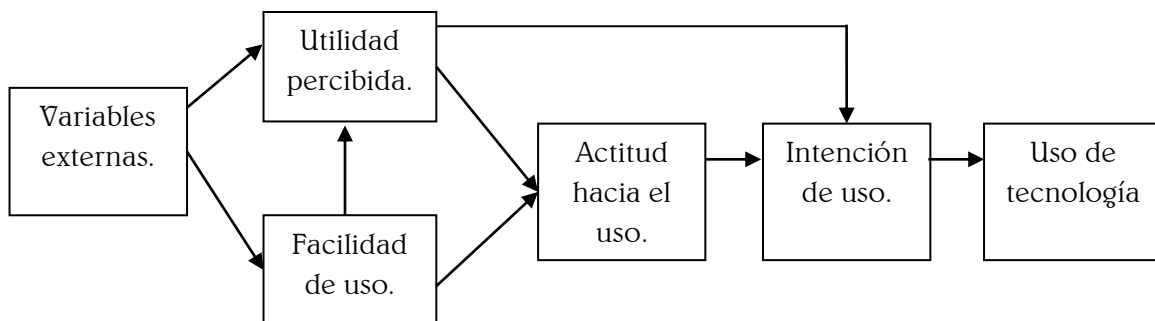 Variables
externas.
Utilidad
percibida.
Facilidad
de uso.
Actitud
hacia el
uso.
Intención
de uso.
Uso de
tecnología